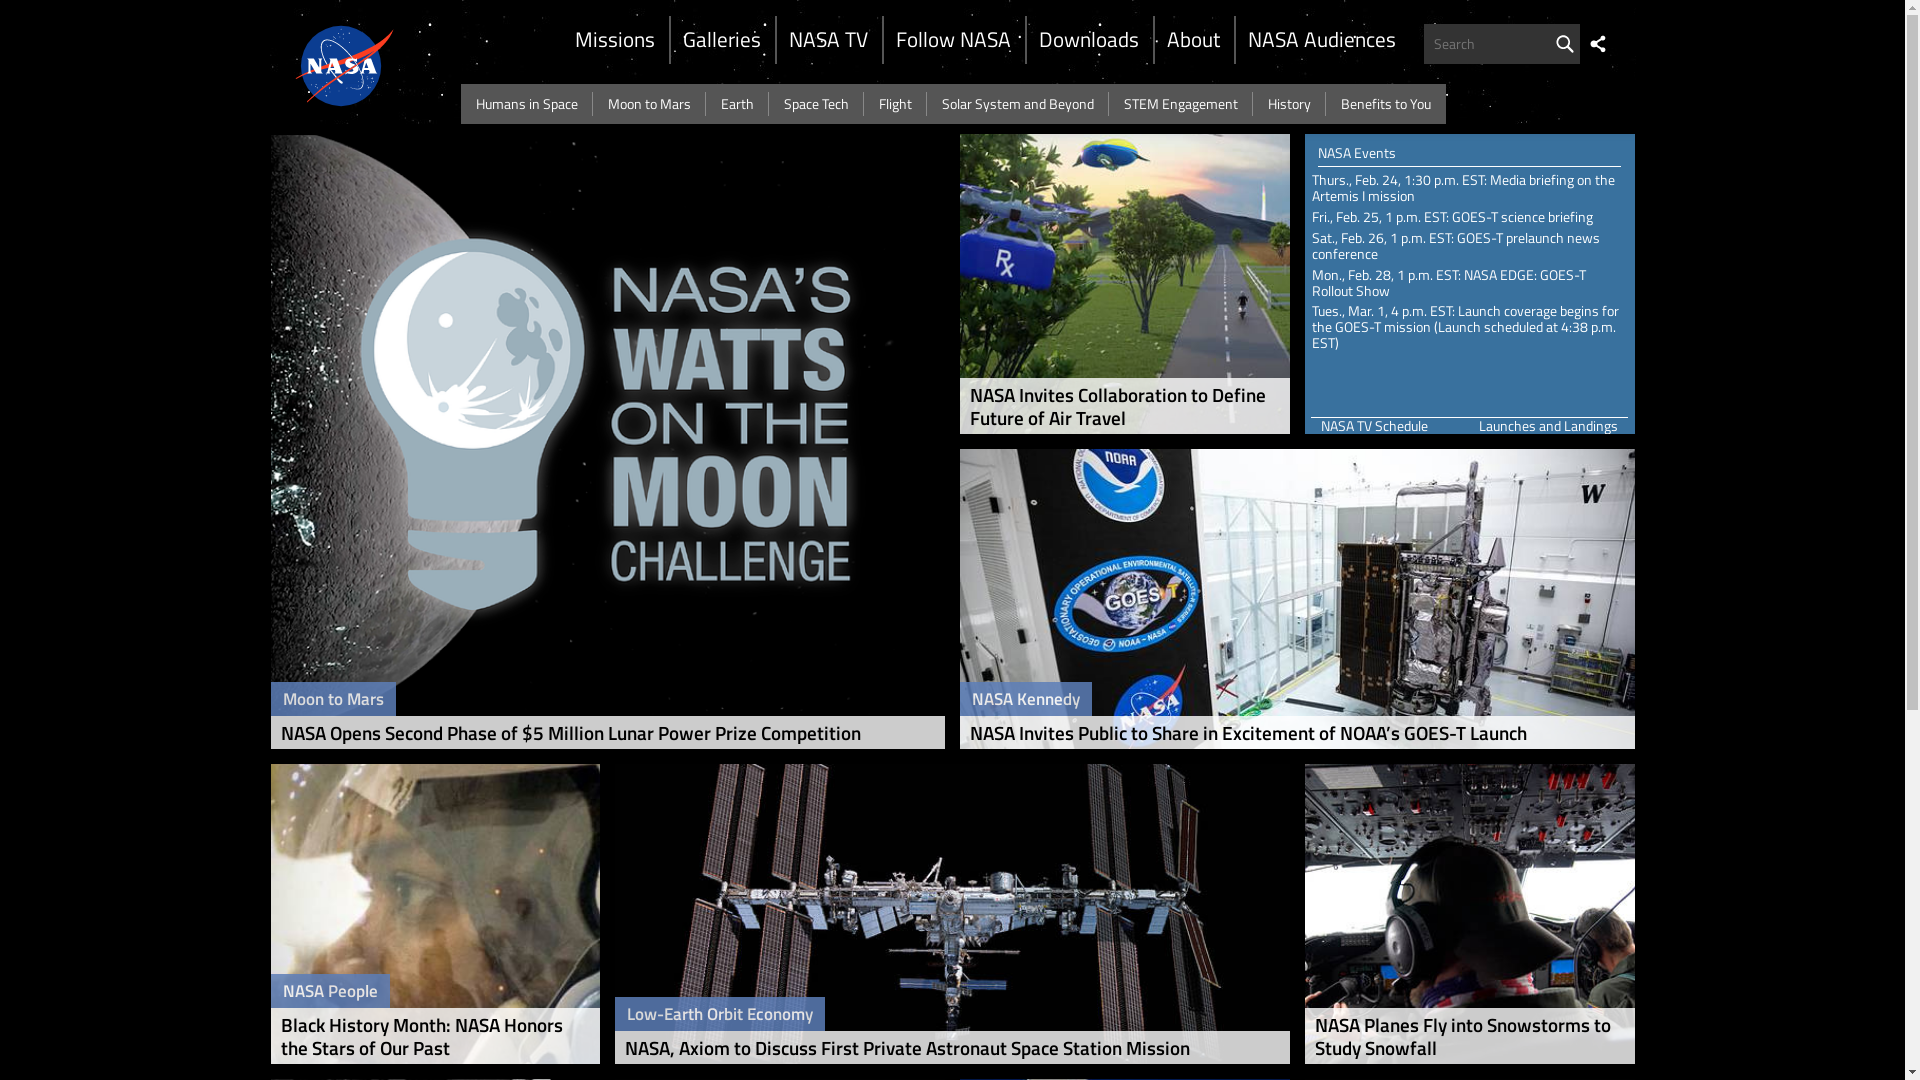 NASA
Missions
Galleries
NASA TV
Follow NASA
Downloads
About
NASA Audiences
Search
Humans in Space
Moon to Mars
Earth
Space Tech
Flight
Solar System and Beyond
STEM Engagement
History
Benefits to You
NASA'S
WATTS
ON THE
MOON
CHALLENGE
Moon to Mars
NASA Opens Second Phase of $5 Million Lunar Power Prize Competition
Rx
NASA Invites Collaboration to Define
Future of Air Travel
NASA Events
Thurs., Feb. 24, 1:30 p.m. EST: Media briefing on the
Artemis I mission
Fri., Feb. 25, 1 p.m. EST: GOES-T science briefing
Sat., Feb. 26, 1 p.m. EST: GOES-T prelaunch news
conference
Mon., Feb. 28, 1 p.m. EST: NASA EDGE: GOES-T
Rollout Show
Tues., Mar. 1, 4 p.m. EST: Launch coverage begins for
the GOES-T mission (Launch scheduled at 4:38 p.m.
EST)
NASA TV Schedule
Launches and Landings
NOAA
GEOSTATIONARY OPERATIONAL ENVIRONMENTAL SATELLITE
GOES-T
NOAA - NASA
W
NASA
NASA Kennedy
NASA Invites Public to Share in Excitement of NOAA’s GOES-T Launch
NASA People
Black History Month: NASA Honors
the Stars of Our Past
Low-Earth Orbit Economy
NASA, Axiom to Discuss First Private Astronaut Space Station Mission
NASA Planes Fly into Snowstorms to
Study Snowfall